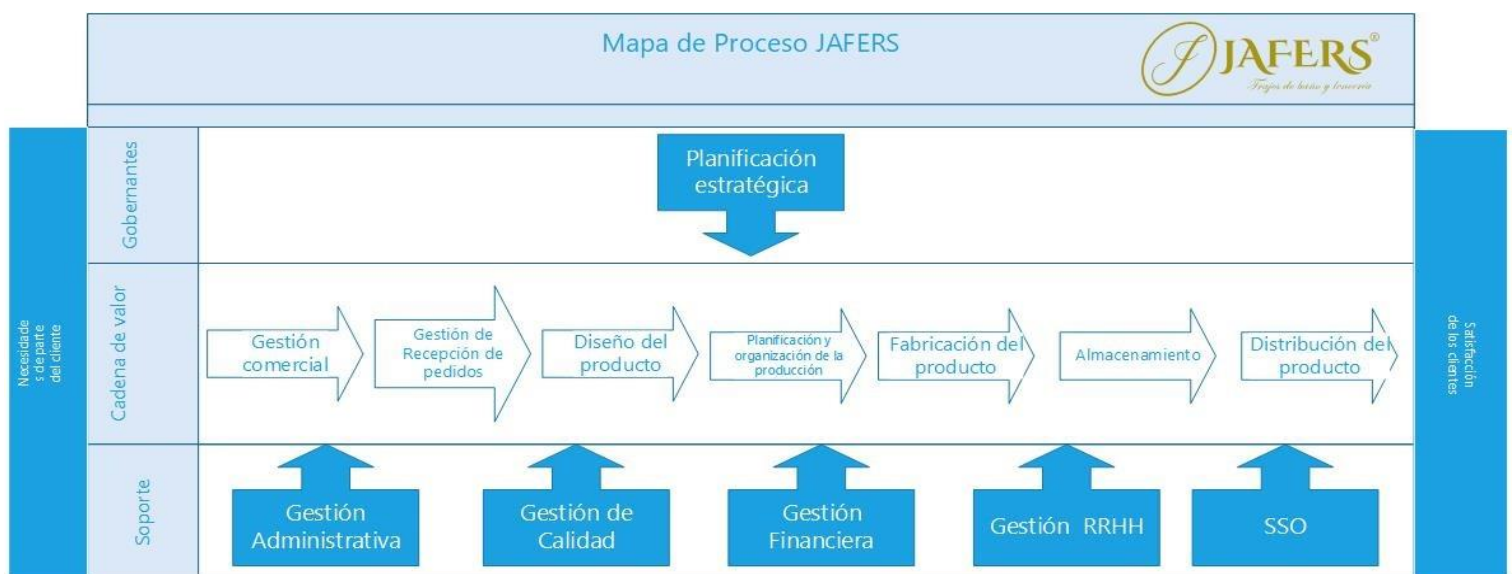 Mapa de Proceso JAFERS
JAFERS®
Trajes de baño y lencería
Necesidade
s de parte
del cliente
Gobernantes
Planificación
estratégica
Cadena de valor
Gestión
comercial
Gestión de
Recepción de
pedidos
Diseño del
producto
Planificación y
organización de la
producción
Fabricación del
producto
Almacenamiento
Distribución del
producto
Soporte
Gestión
Administrativa
Gestión de
Calidad
Gestión
Financiera
Gestión RRHH
SSO
Satisfacción
de los clientes